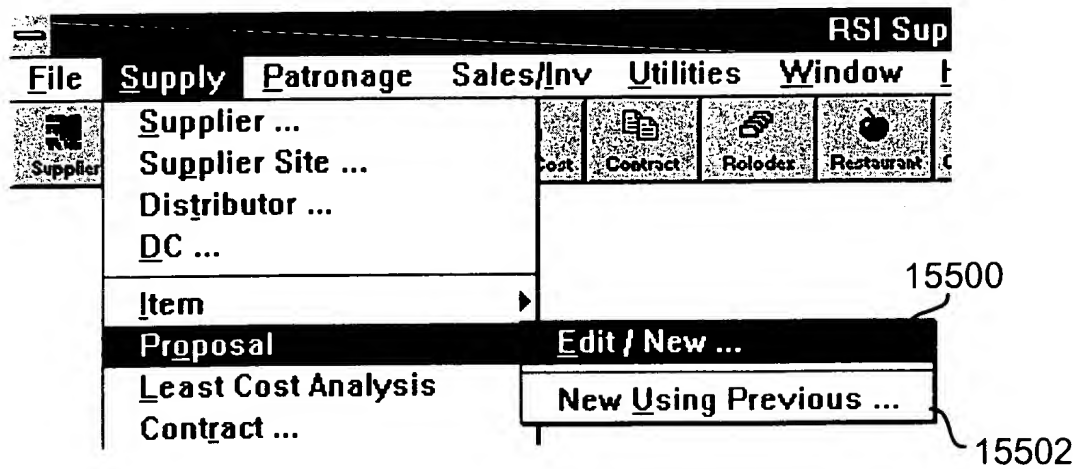 RSI Sup
File Supply Patronage Sales/Inv Utilities Window
Supplier Cost Contract Rolodex Restaurant
Supplier ...
Supplier Site ...
Distributor ...
DC ...
Item
Proposal
Least Cost Analysis
Contract ...
15500
Edit / New ...
New Using Previous ...
15502